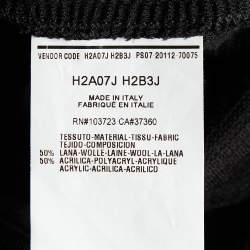 VENDOR CODE H2A07J H2B3J PS07-20112-70075
H2A07J H2B3J
MADE IN ITALY
FABRIQUÉ EN ITALIE
RN#103723 CA#37360
TESSUTO-MATERIAL-TISSU-FABRIC
TEJIDO-COMPOSICION
50% LANA-WOLLE-LAINE-WOOL-LA-LANA
50% ACRILICA-POLYACRYL-ACRYLIQUE
ACRYLIC-ACRILICA-ACRILICO